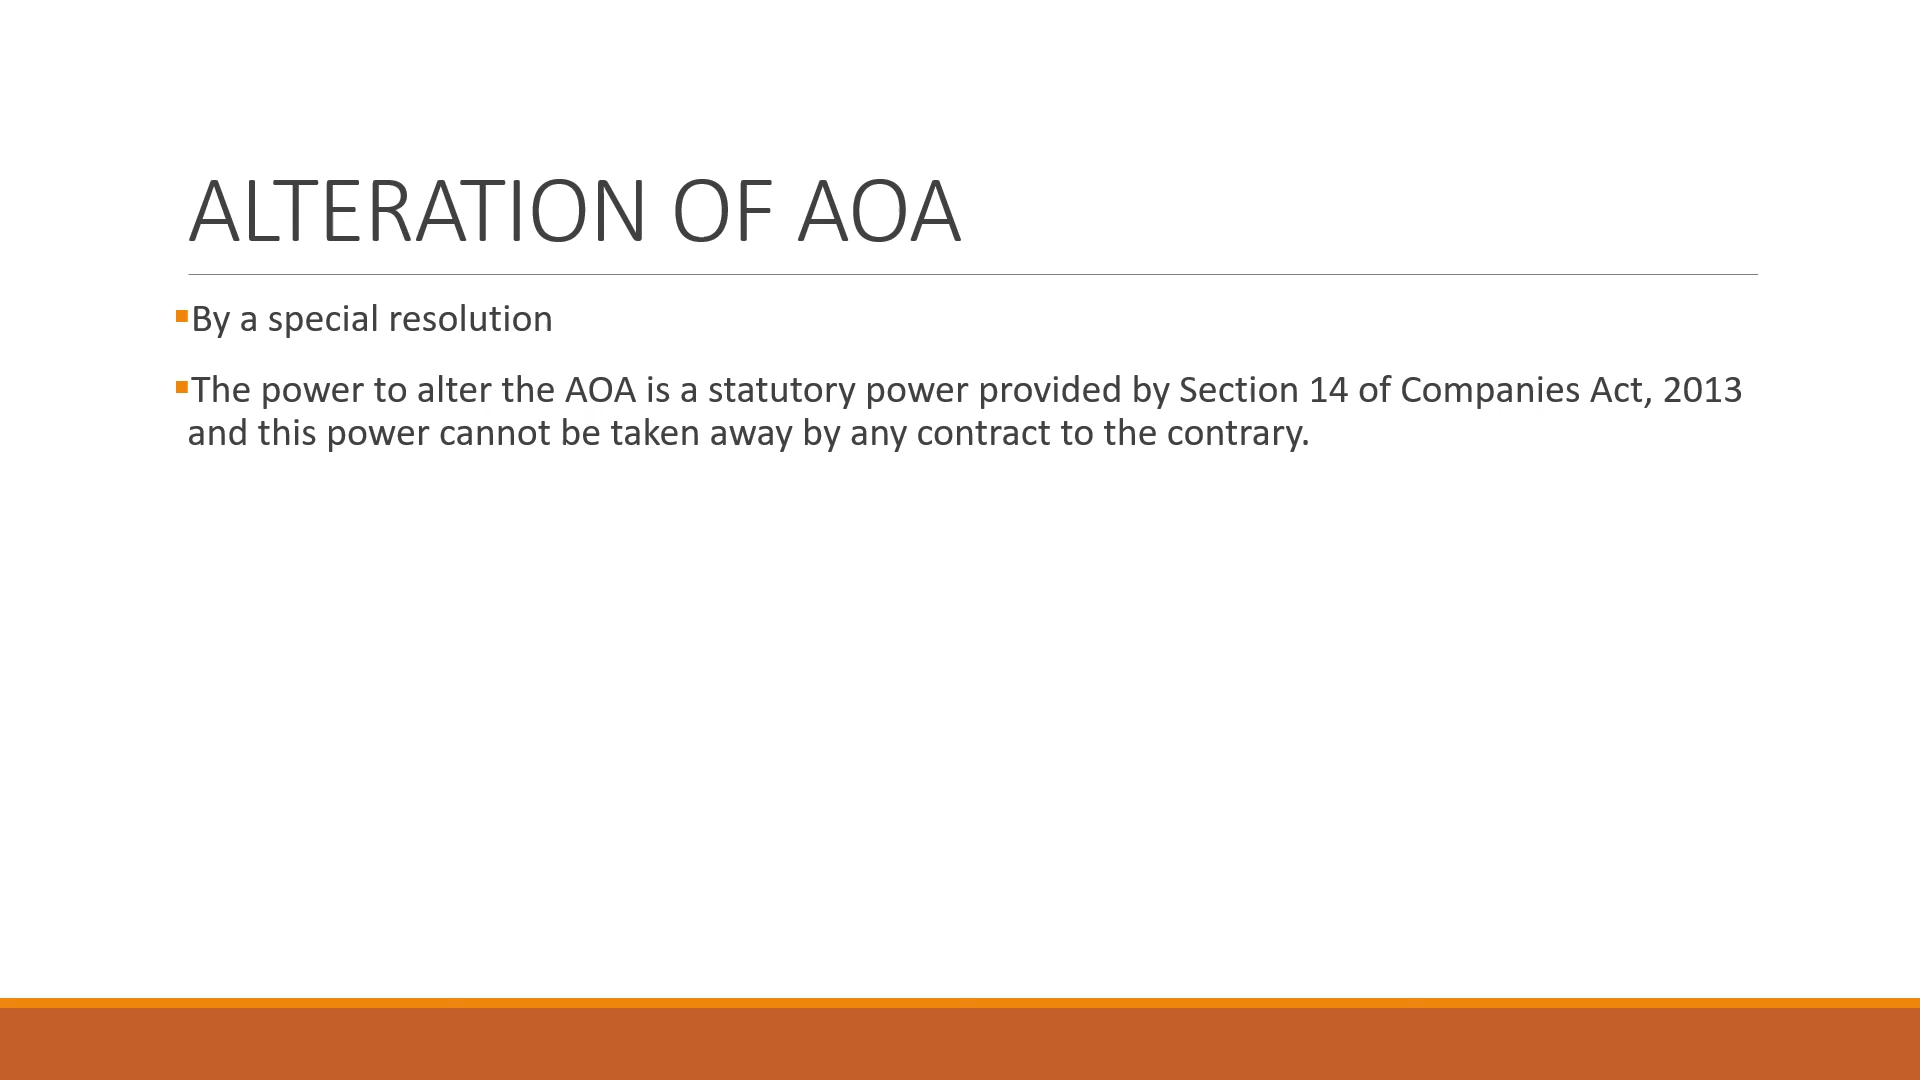 ALTERATION OF AOA
▪By a special resolution
▪The power to alter the AOA is a statutory power provided by Section 14 of Companies Act, 2013
and this power cannot be taken away by any contract to the contrary.